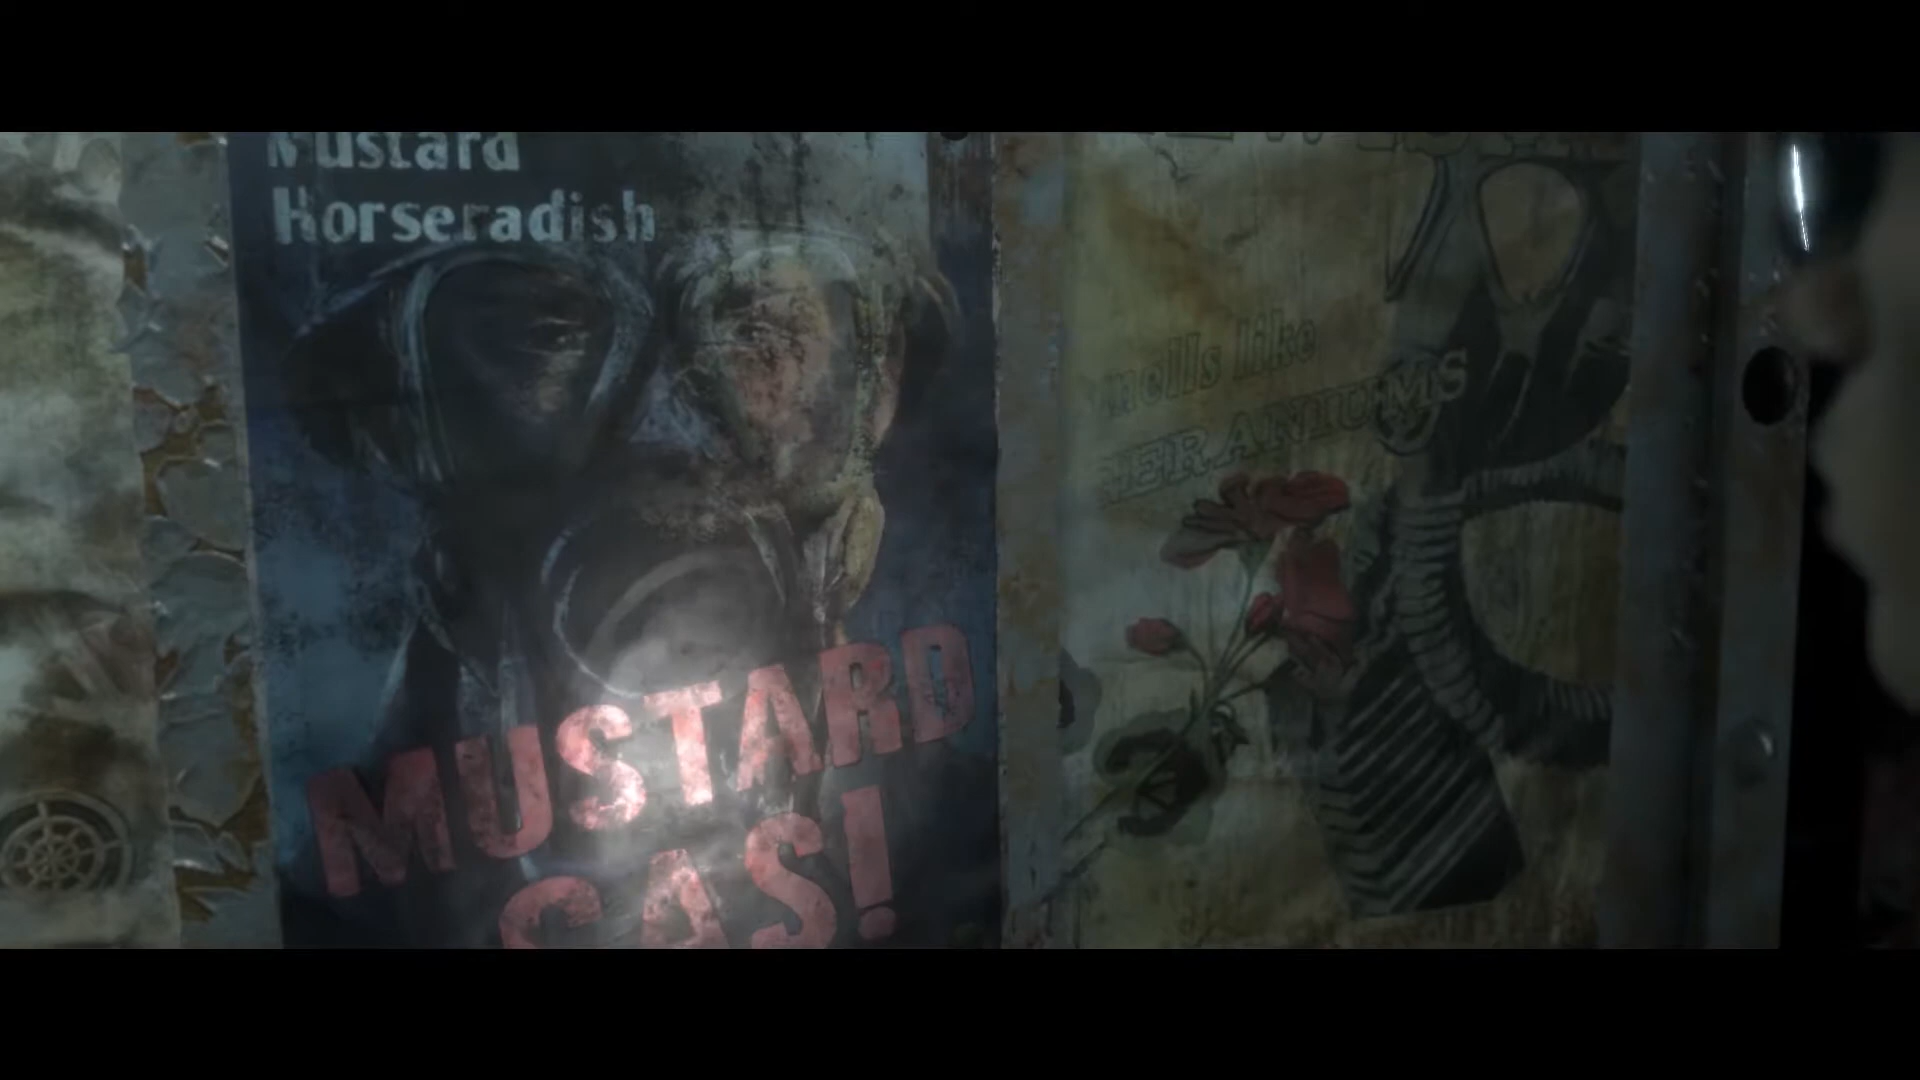 Mustard
Horseradish
MUSTARD
GAS!
smells like
GERANIUMS